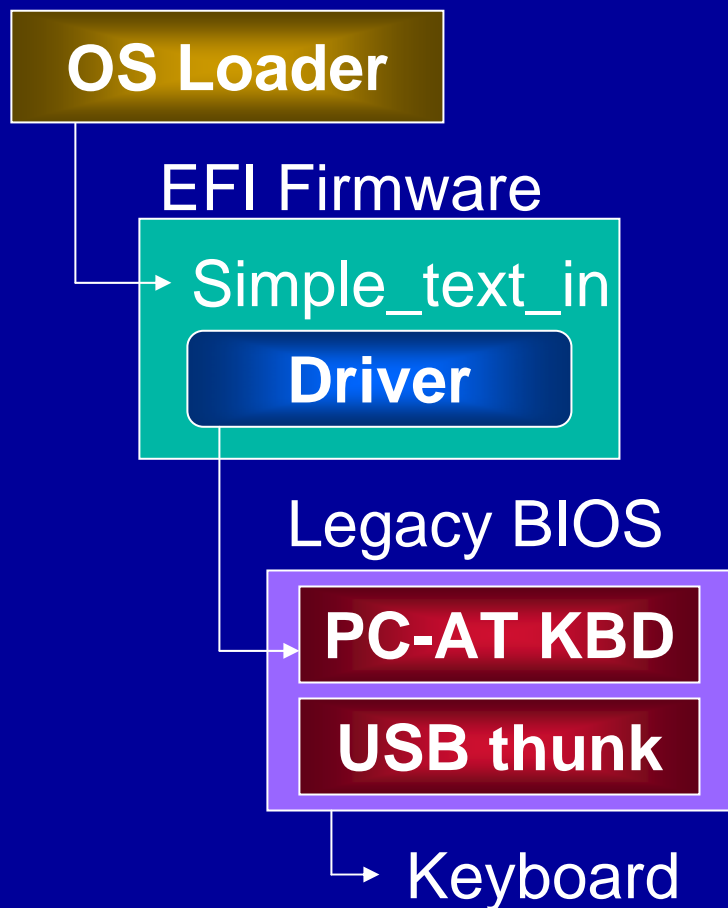 OS Loader
EFI Firmware
Simple_text_in
Driver
Legacy BIOS
PC-AT KBD
USB thunk
Keyboard